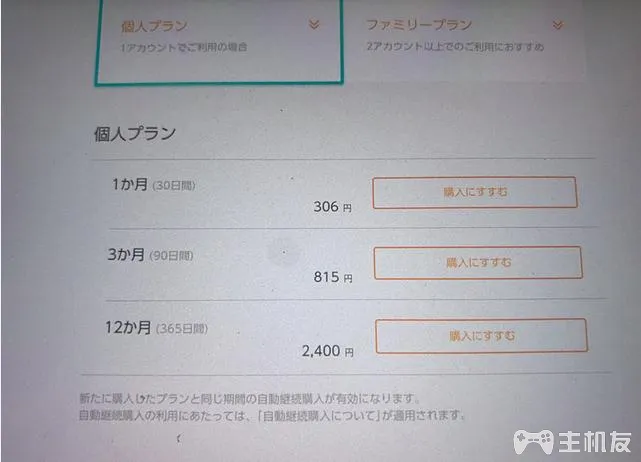 個人プラン
1アカウントでご利用の場合
ファミリープラン
2アカウント以上でのご利用におすすめ
個人プラン
1か月 (30日間)
306 円
購入にすすむ
3か月 (90日間)
815 円
購入にすすむ
12か月 (365日間)
2,400 円
購入にすすむ
新たに購入したプランと同じ期間の自動継続購入が有効になります。
自動継続購入の利用にあたっては、「自動継続購入について」が適用されます。
主机友